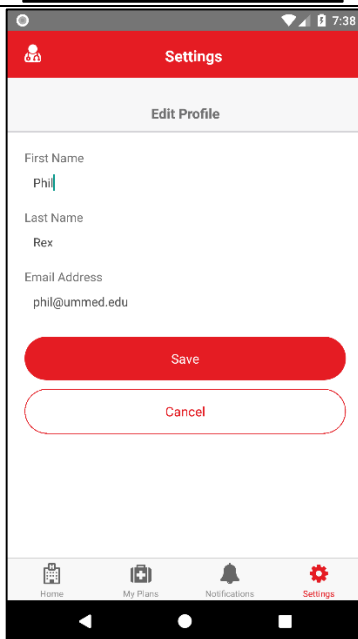 7:38
Settings
Edit Profile
First Name
Phil
Last Name
Rex
Email Address
phil@ummed.edu
Save
Cancel
Home My Plans Notifications Settings